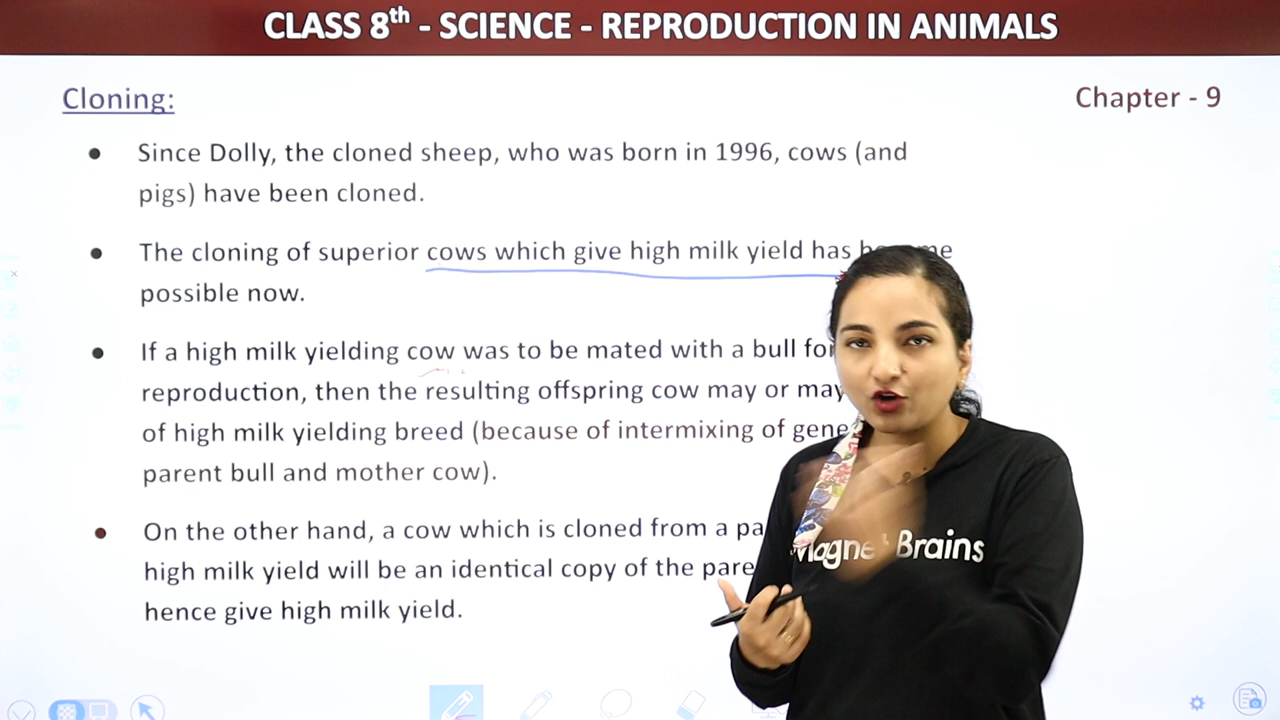 CLASS 8th - SCIENCE - REPRODUCTION IN ANIMALS
Cloning:
Chapter - 9
Since Dolly, the cloned sheep, who was born in 1996, cows (and
pigs) have been cloned.
The cloning of superior cows which give high milk yield has
possible now.
If a high milk yielding cow was to be mated with a bull for
reproduction, then the resulting offspring cow may or may
of high milk yielding breed (because of intermixing of
parent bull and mother cow).
On the other hand, a cow which is cloned from a
high milk yield will be an identical copy of the
hence give high milk yield.
Magnet Brains